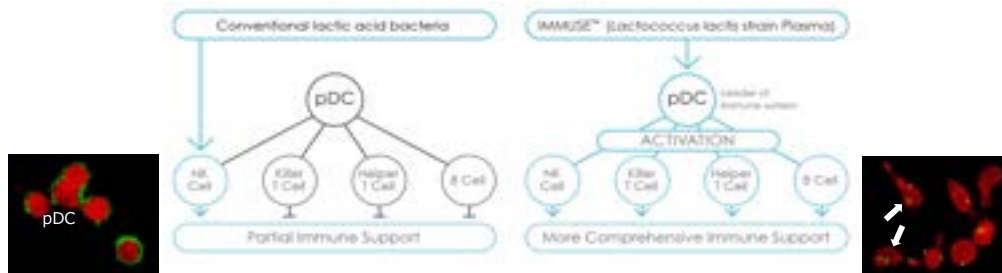 Conventional lactic acid bacteria
pDC
NK
Cell
Killer
T Cell
Helper
T Cell
B Cell
Partial Immune Support
pDC
IMMUSE™ (Lactococcus lactis strain Plasma)
pDC
Leader of
immune system
ACTIVATION
NK
Cell
Killer
T Cell
Helper
T Cell
B Cell
More Comprehensive Immune Support